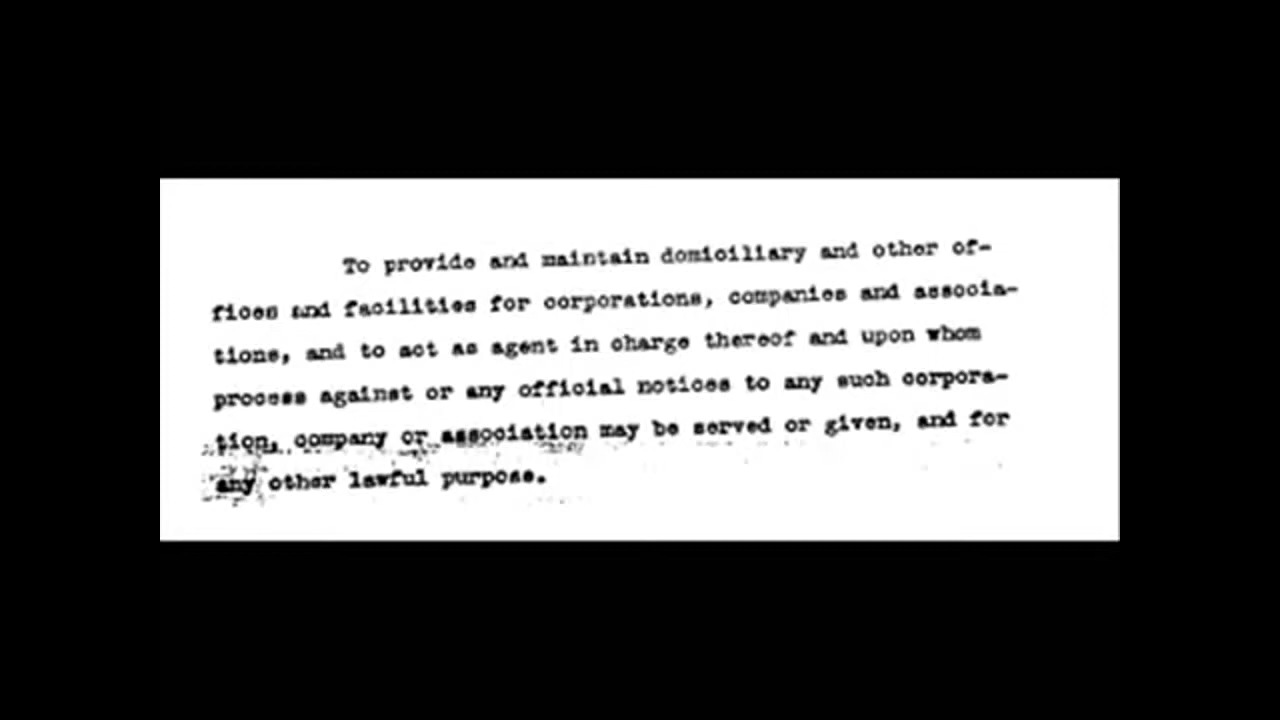 To provide and maintain domiciliary and other of-
fices and facilities for corporations, companies and associa-
tions, and to act as agent in charge thereof and upon whom
process against or any official notices to any such corpora-
tion, company or association may be served or given, and for
any other lawful purpose.